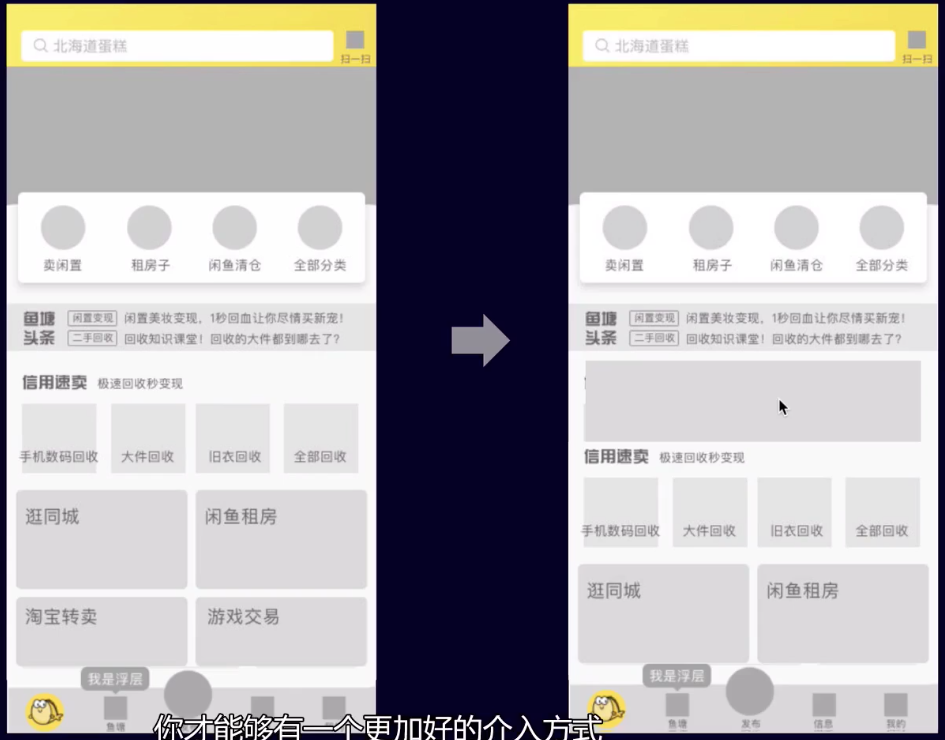 北海道蛋糕
扫一扫
卖闲置 租房子 闲鱼清仓 全部分类
鱼塘头条
闲置变现 闲置美妆变现，1秒回血让你尽情买新宠！
二手回收 回收知识课堂！回收的大件都到哪去了？
信用速卖 极速回收秒变现
手机数码回收 大件回收 旧衣回收 全部回收
逛同城 闲鱼租房
淘宝转卖 游戏交易
我是浮层
鱼塘
北海道蛋糕
扫一扫
卖闲置 租房子 闲鱼清仓 全部分类
鱼塘头条
闲置变现 闲置美妆变现，1秒回血让你尽情买新宠！
二手回收 回收知识课堂！回收的大件都到哪去了？
信用速卖 极速回收秒变现
手机数码回收 大件回收 旧衣回收 全部回收
逛同城 闲鱼租房
我是浮层
鱼塘 发布 信息 我的
你才能够有一个更加好的介入方式